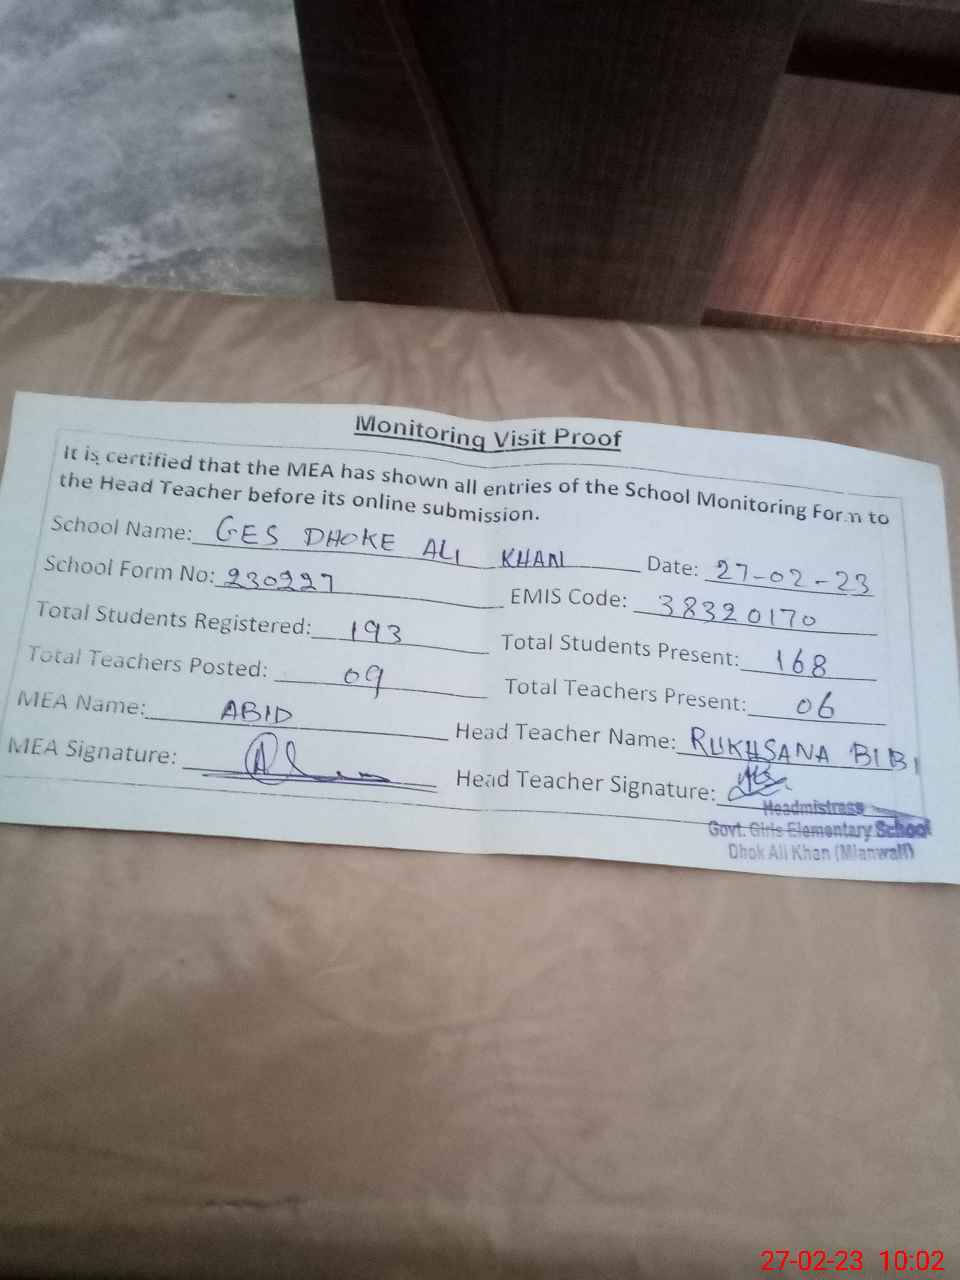 Monitoring Visit Proof
It is certified that the MEA has shown all entries of the School Monitoring Form to
the Head Teacher before its online submission.
School Name: GES DHOKE ALI KHAN Date: 27-02-23
School Form No: 230227 EMIS Code: 38320170
Total Students Registered: 193 Total Students Present: 168
Total Teachers Posted: 09 Total Teachers Present: 06
MEA Name: ABID Head Teacher Name: RUKHSANA BIBI
MEA Signature: Head Teacher Signature:
Headmistress
Govt. Girls Elementary School
Dhok Ali Khan (Mianwali)
27-02-23 10:02